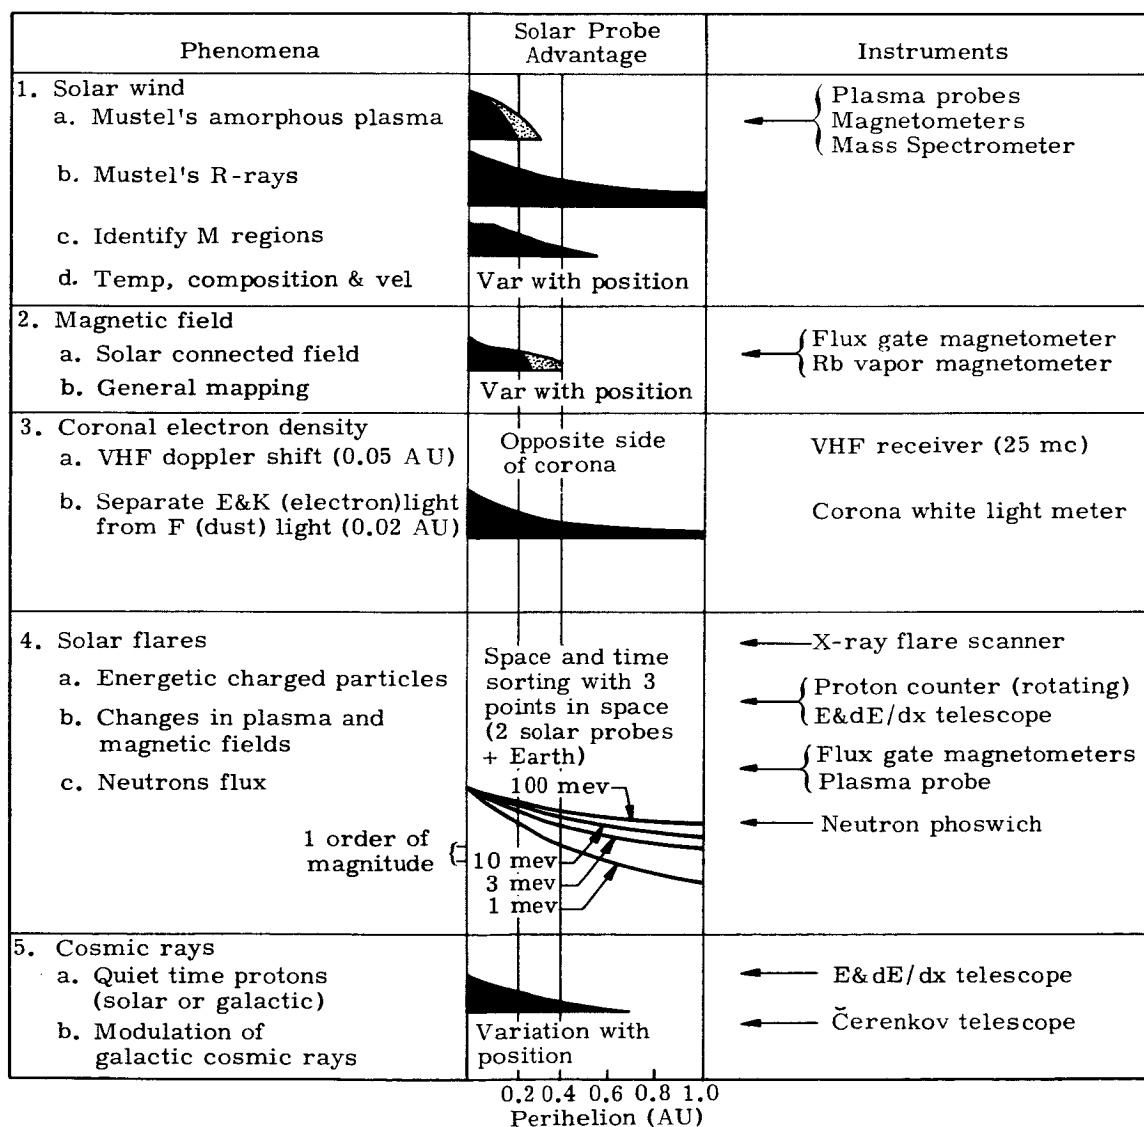 Phenomena
Solar Probe
Advantage
Instruments
1. Solar wind
a. Mustel's amorphous plasma
b. Mustel's R-rays
c. Identify M regions
d. Temp, composition & vel
Var with position
Plasma probes
Magnetometers
Mass Spectrometer
2. Magnetic field
a. Solar connected field
b. General mapping
Var with position
Flux gate magnetometer
Rb vapor magnetometer
3. Coronal electron density
a. VHF doppler shift (0.05 AU)
b. Separate E&K (electron)light
from F (dust) light (0.02 AU)
Opposite side
of corona
VHF receiver (25 mc)
Corona white light meter
4. Solar flares
a. Energetic charged particles
b. Changes in plasma and
magnetic fields
c. Neutrons flux
1 order of
magnitude
Space and time
sorting with 3
points in space
(2 solar probes
+ Earth)
100 mev
10 mev
3 mev
1 mev
X-ray flare scanner
Proton counter (rotating)
E&dE/dx telescope
Flux gate magnetometers
Plasma probe
Neutron phoswich
5. Cosmic rays
a. Quiet time protons
(solar or galactic)
b. Modulation of
galactic cosmic rays
Variation with
position
E&dE/dx telescope
Čerenkov telescope
0.2 0.4 0.6 0.8 1.0
Perihelion (AU)